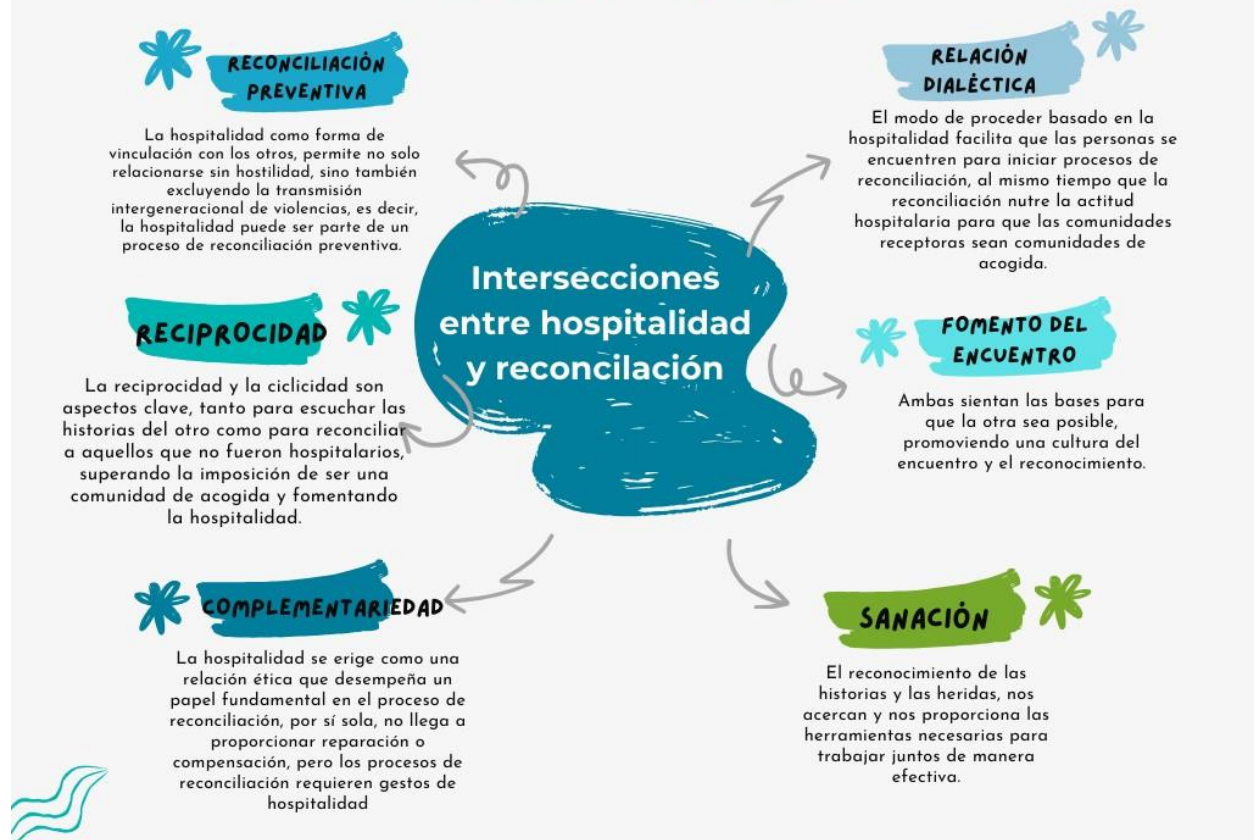 RECONCILIACIÓN
PREVENTIVA
La hospitalidad como forma de
vinculación con los otros, permite no solo
relacionarse sin hostilidad, sino también
excluyendo la transmisión
intergeneracional de violencias, es decir,
la hospitalidad puede ser parte de un
proceso de reconciliación preventiva.
RECIPROCIDAD
La reciprocidad y la ciclicidad son
aspectos clave, tanto para escuchar las
historias del otro como para reconciliar
a aquellos que no fueron hospitalarios,
superando la imposición de ser una
comunidad de acogida y fomentando
la hospitalidad.
COMPLEMENTARIEDAD
La hospitalidad se erige como una
relación ética que desempeña un
papel fundamental en el proceso de
reconciliación, por sí sola, no llega a
proporcionar reparación o
compensación, pero los procesos de
reconciliación requieren gestos de
hospitalidad
Intersecciones
entre hospitalidad
y reconcilación
RELACIÓN
DIALÉCTICA
El modo de proceder basado en la
hospitalidad facilita que las personas se
encuentren para iniciar procesos de
reconciliación, al mismo tiempo que la
reconciliación nutre la actitud
hospitalaria para que las comunidades
receptoras sean comunidades de
acogida.
FOMENTO DEL
ENCUENTRO
Ambas sientan las bases para
que la otra sea posible,
promoviendo una cultura del
encuentro y el reconocimiento.
SANACIÓN
El reconocimiento de las
historias y las heridas, nos
acercan y nos proporciona las
herramientas necesarias para
trabajar juntos de manera
efectiva.